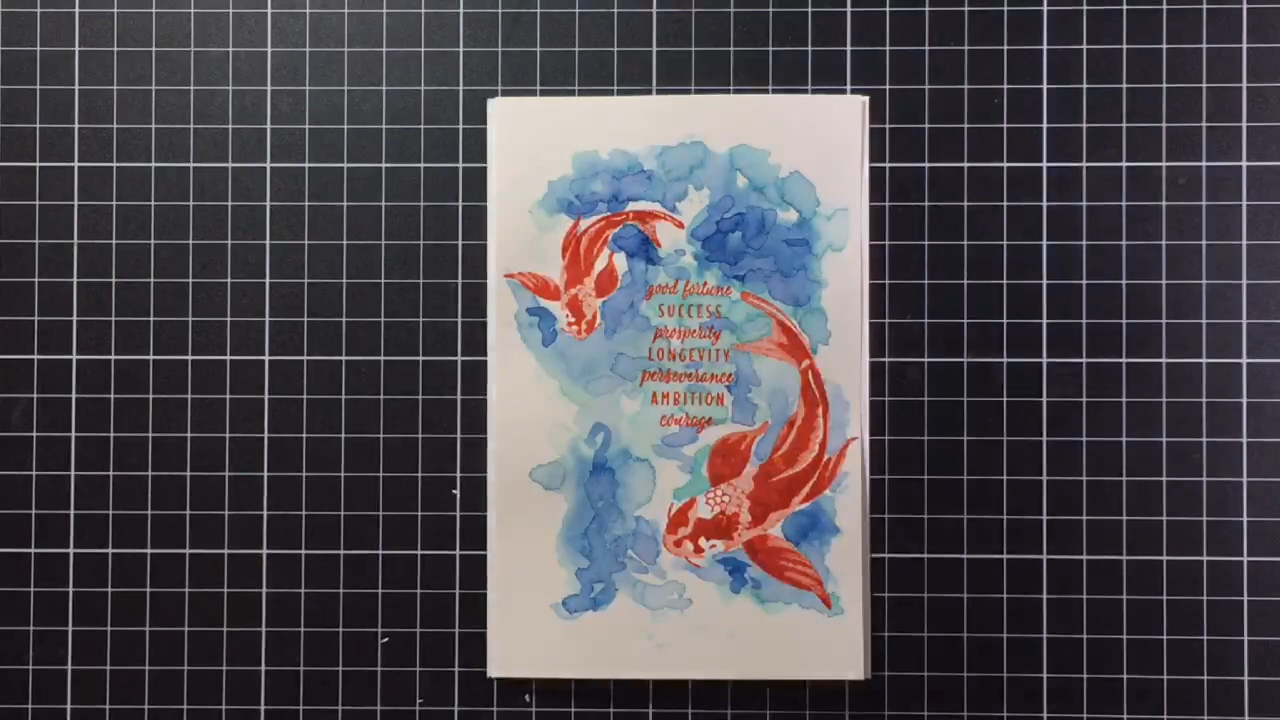 good fortune
SUCCESS
prosperity
LONGEVITY
perseverance
AMBITION
courage